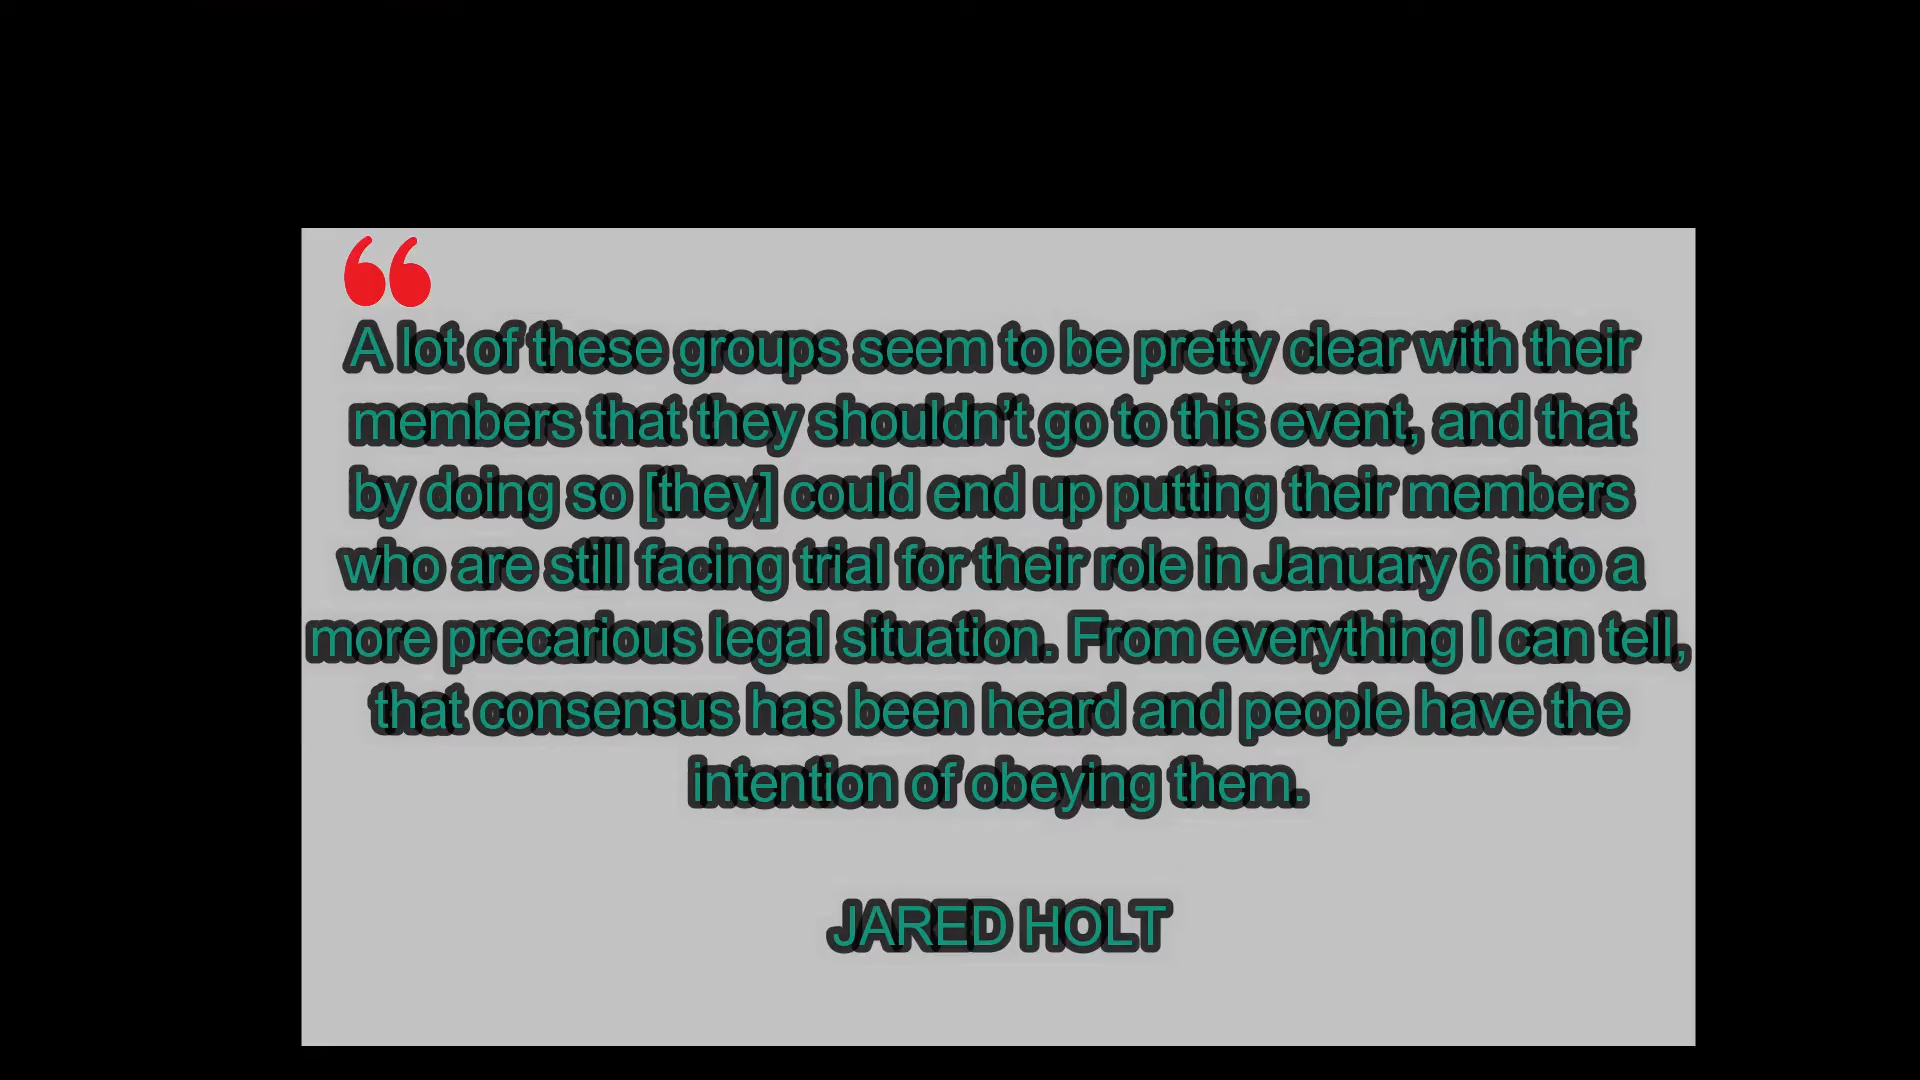 A lot of these groups seem to be pretty clear with their
members that they shouldn't go to this event, and that
by doing so [they] could end up putting their members
who are still facing trial for their role in January 6 into a
more precarious legal situation. From everything I can tell,
that consensus has been heard and people have the
intention of obeying them.
JARED HOLT